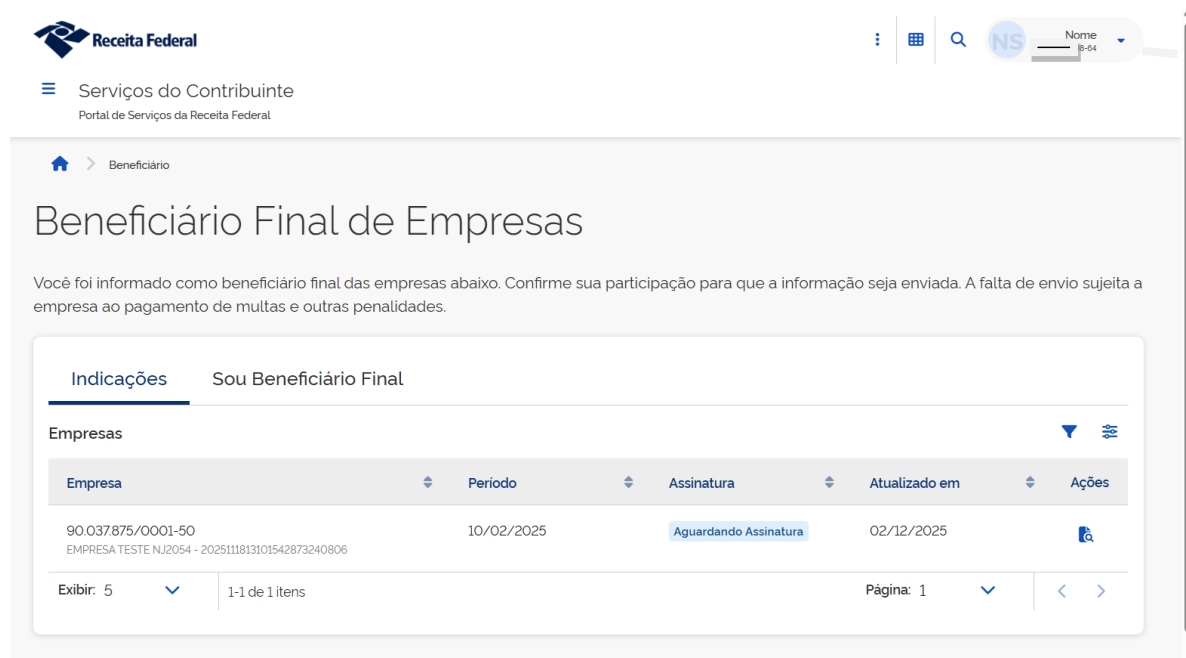 Receita Federal
NS
Nome
8-64
Serviços do Contribuinte
Portal de Serviços da Receita Federal
Beneficiário
Beneficiário Final de Empresas
Você foi informado como beneficiário final das empresas abaixo. Confirme sua participação para que a informação seja enviada. A falta de envio sujeita a
empresa ao pagamento de multas e outras penalidades.
Indicações Sou Beneficiário Final
Empresas
Empresa Período Assinatura Atualizado em Ações
90.037.875/0001-50 10/02/2025 Aguardando Assinatura 02/12/2025
EMPRESA TESTE NJ2054 - 20251118131015428732​40806
Exibir: 5 1-1 de 1 itens Página: 1